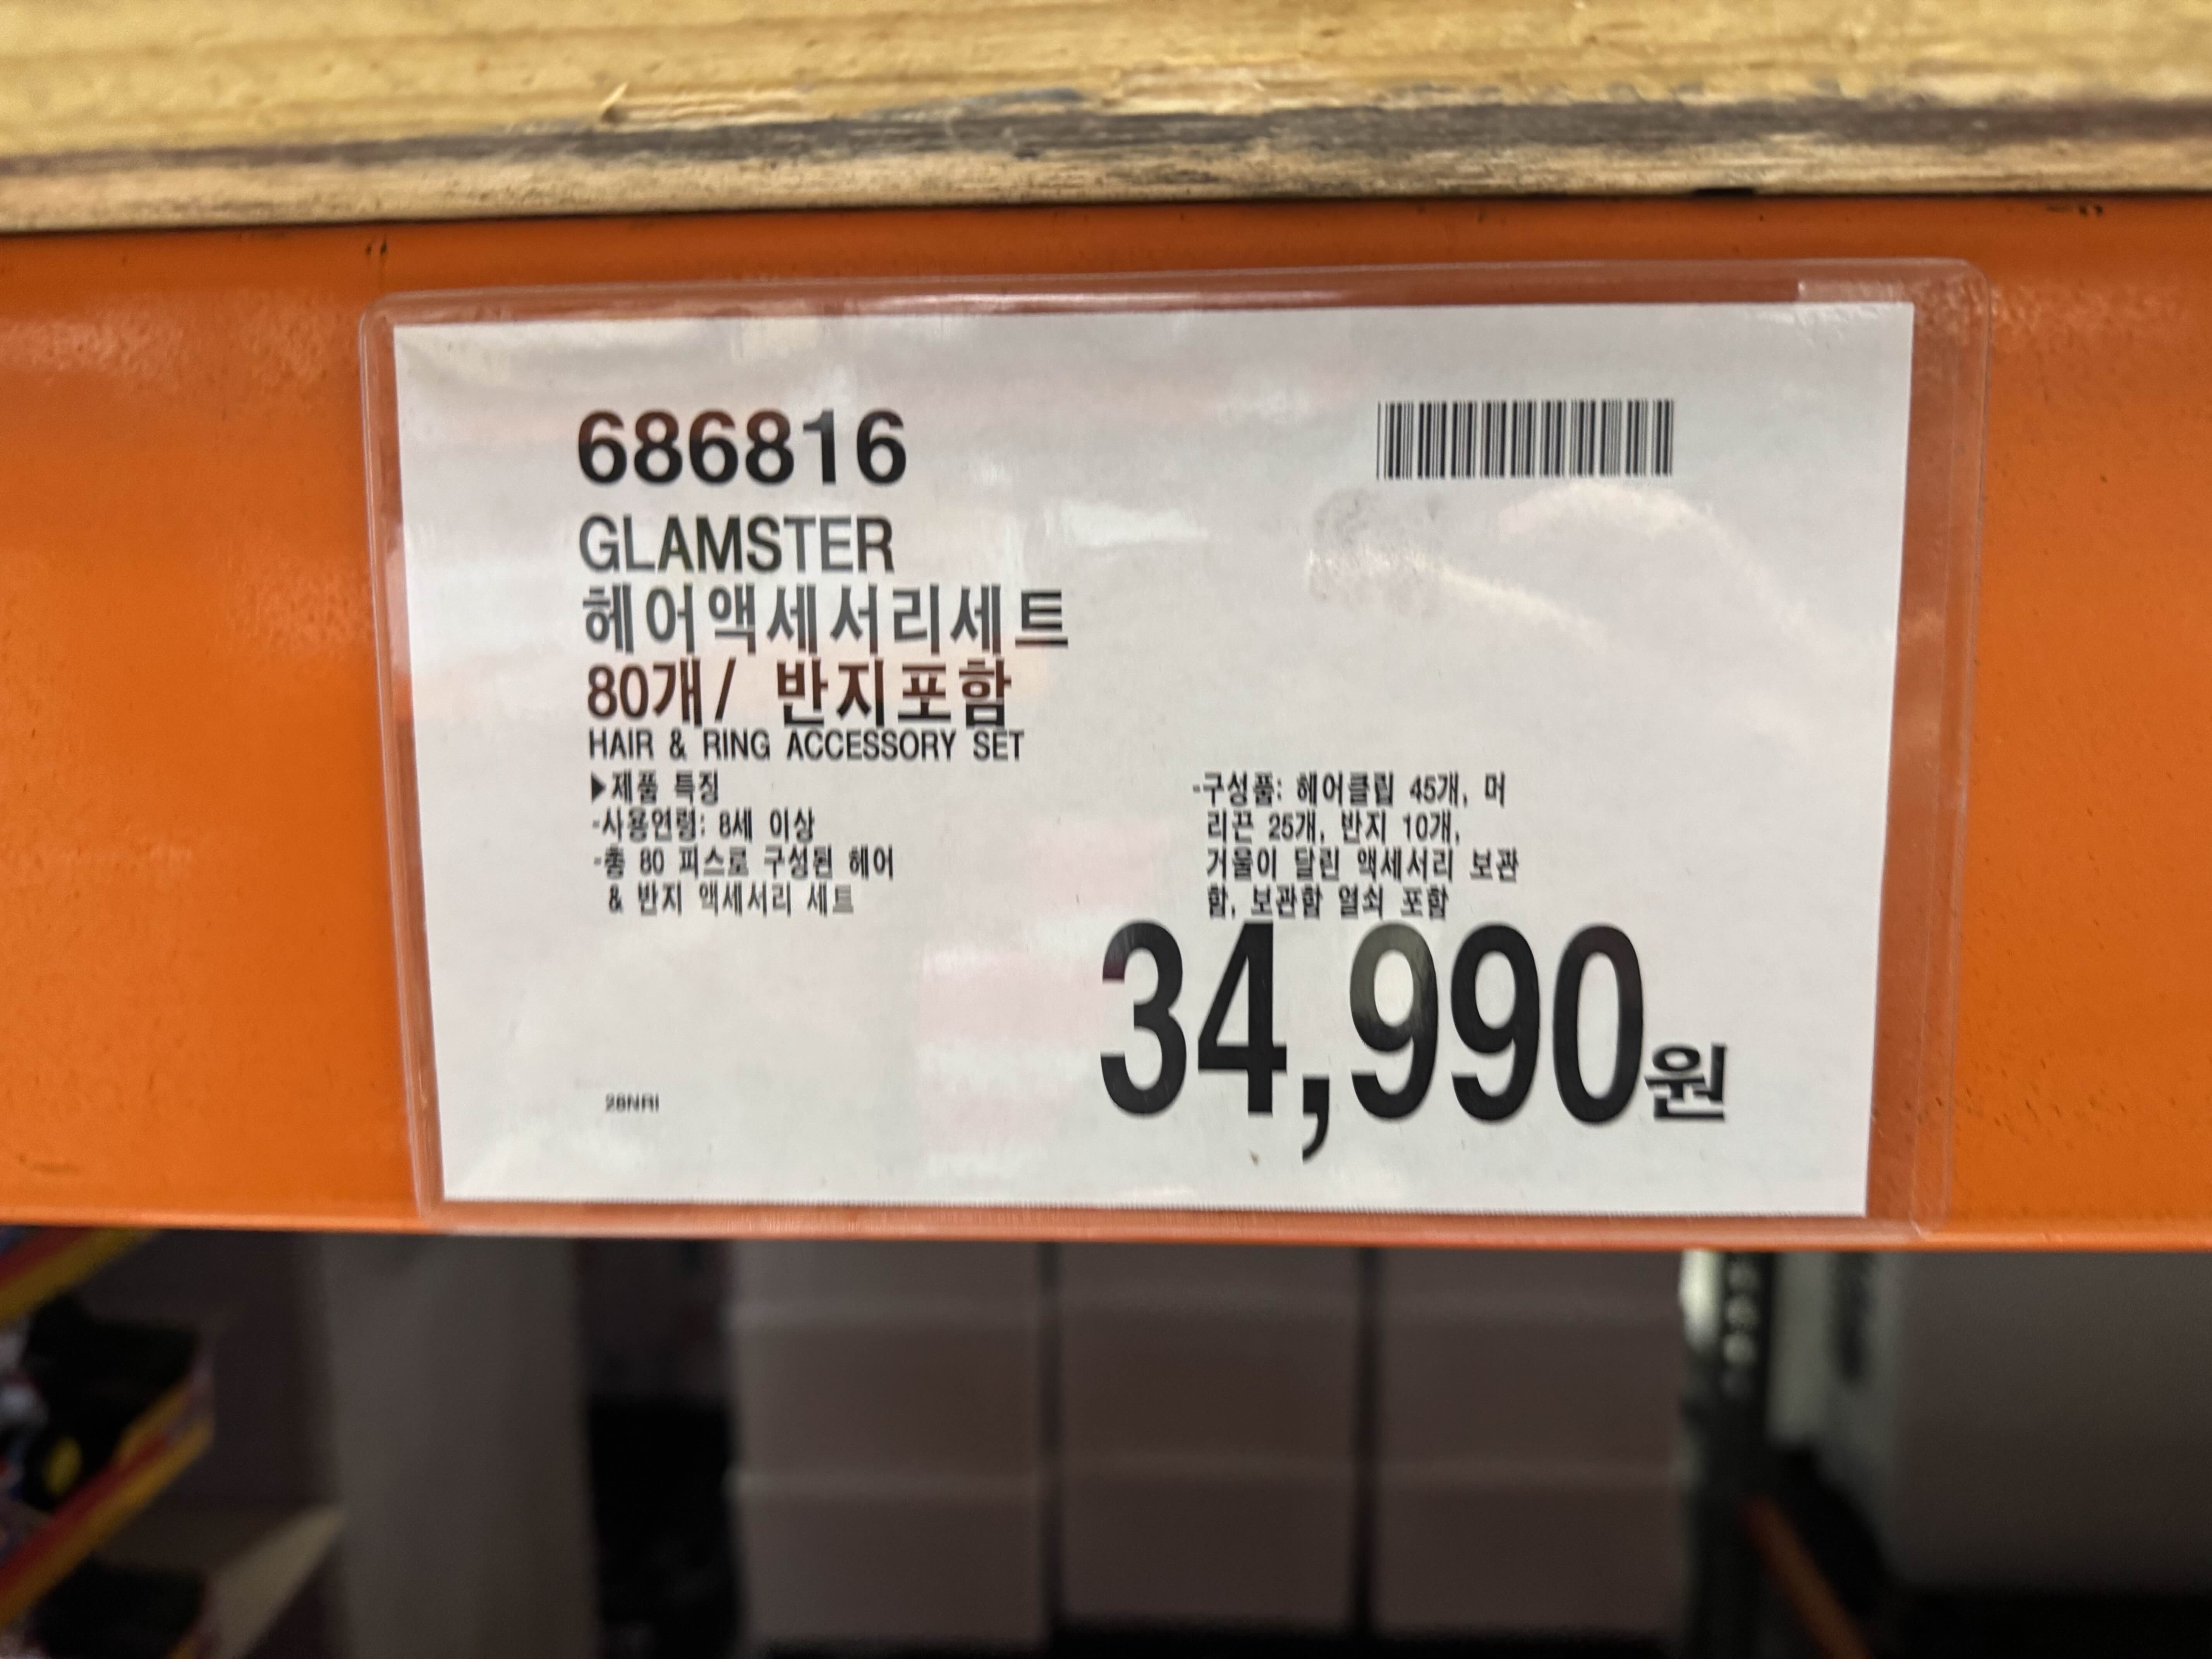 686816
GLAMSTER
헤어액세서리세트
80개/ 반지포함
HAIR & RING ACCESSORY SET
▶제품 특징
-사용연령: 8세 이상
-총 80 피스로 구성된 헤어
& 반지 액세서리 세트
-구성품: 헤어클립 45개, 머
리끈 25개, 반지 10개,
거울이 달린 액세서리 보관
함, 보관함 열쇠 포함
34,990원